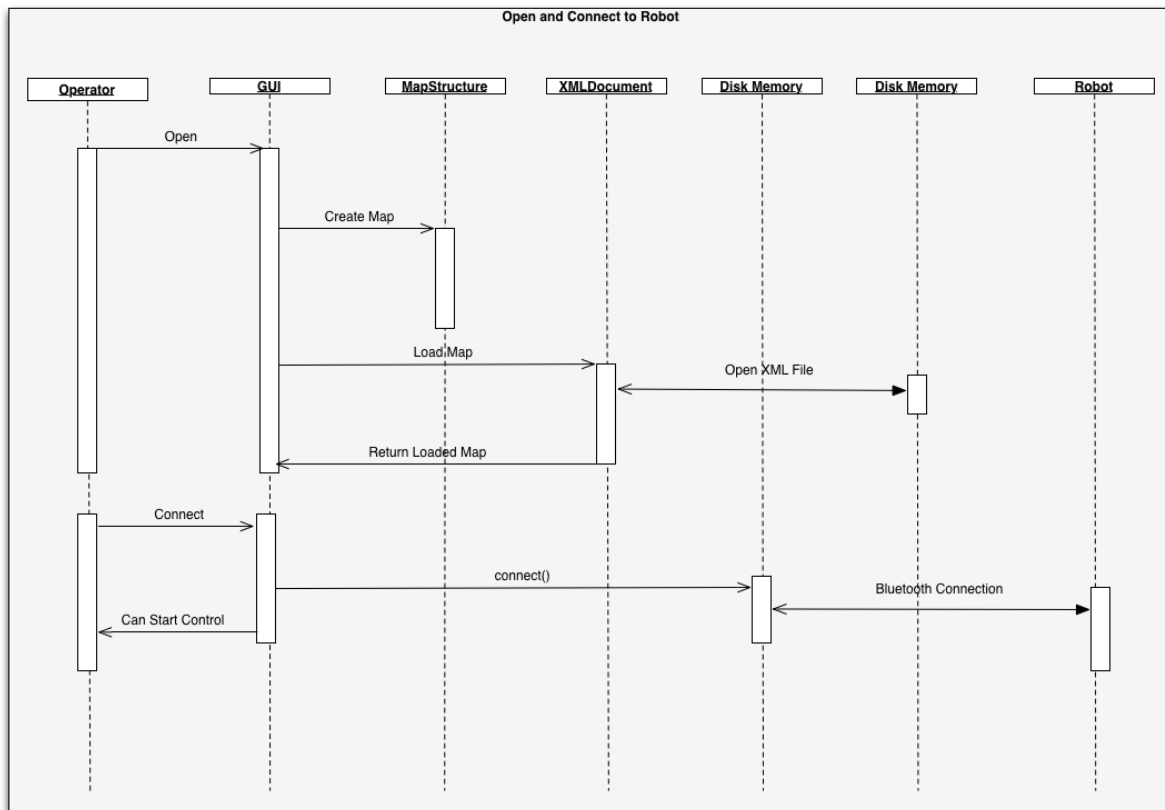 Open and Connect to Robot
Operator
GUI
MapStructure
XMLDocument
Disk Memory
Disk Memory
Robot
Open
Create Map
Load Map
Open XML File
Return Loaded Map
Connect
connect()
Bluetooth Connection
Can Start Control